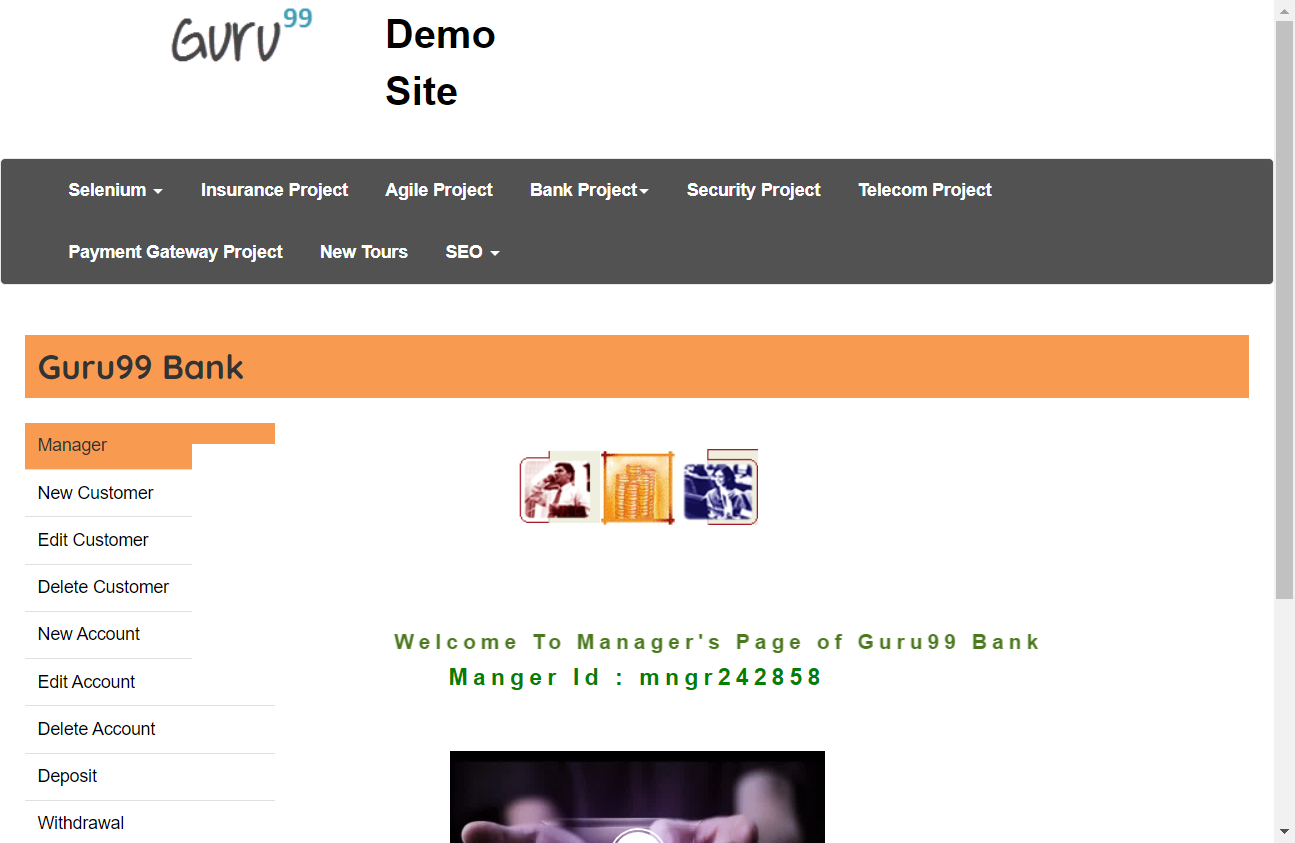 Guru99
Demo
Site
Selenium Insurance Project Agile Project Bank Project Security Project Telecom Project
Payment Gateway Project New Tours SEO
Guru99 Bank
Manager
New Customer
Edit Customer
Delete Customer
New Account
Edit Account
Delete Account
Deposit
Withdrawal
Welcome To Manager's Page of Guru99 Bank
Manger Id : mngr242858